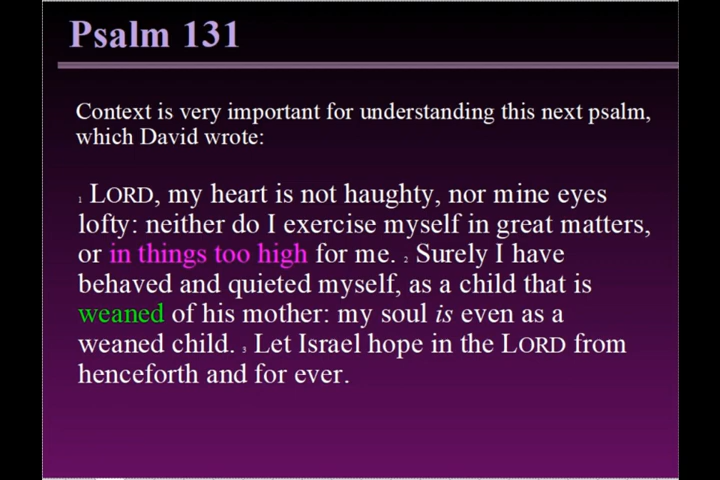 Psalm 131
Context is very important for understanding this next psalm,
which David wrote:
1 LORD, my heart is not haughty, nor mine eyes
lofty: neither do I exercise myself in great matters,
or in things too high for me. 2 Surely I have
behaved and quieted myself, as a child that is
weaned of his mother: my soul is even as a
weaned child. 3 Let Israel hope in the LORD from
henceforth and for ever.